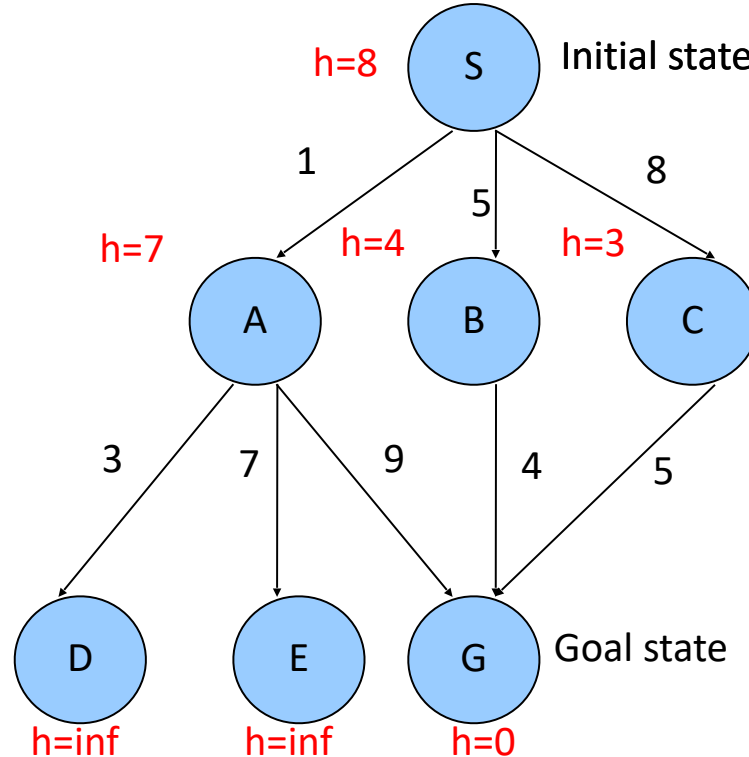 h=8
S
Initial state
1
5
8
h=7
h=4
h=3
A
B
C
3
7
9
4
5
D
E
G
Goal state
h=inf
h=inf
h=0